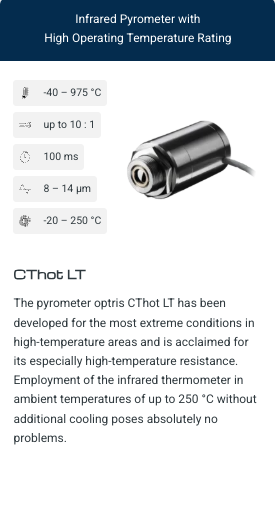 Infrared Pyrometer with
High Operating Temperature Rating
-40 – 975 °C
up to 10 : 1
100 ms
8 – 14 µm
-20 – 250 °C
CThot LT
The pyrometer optris CThot LT has been
developed for the most extreme conditions in
high-temperature areas and is acclaimed for
its especially high-temperature resistance.
Employment of the infrared thermometer in
ambient temperatures of up to 250 °C without
additional cooling poses absolutely no
problems.